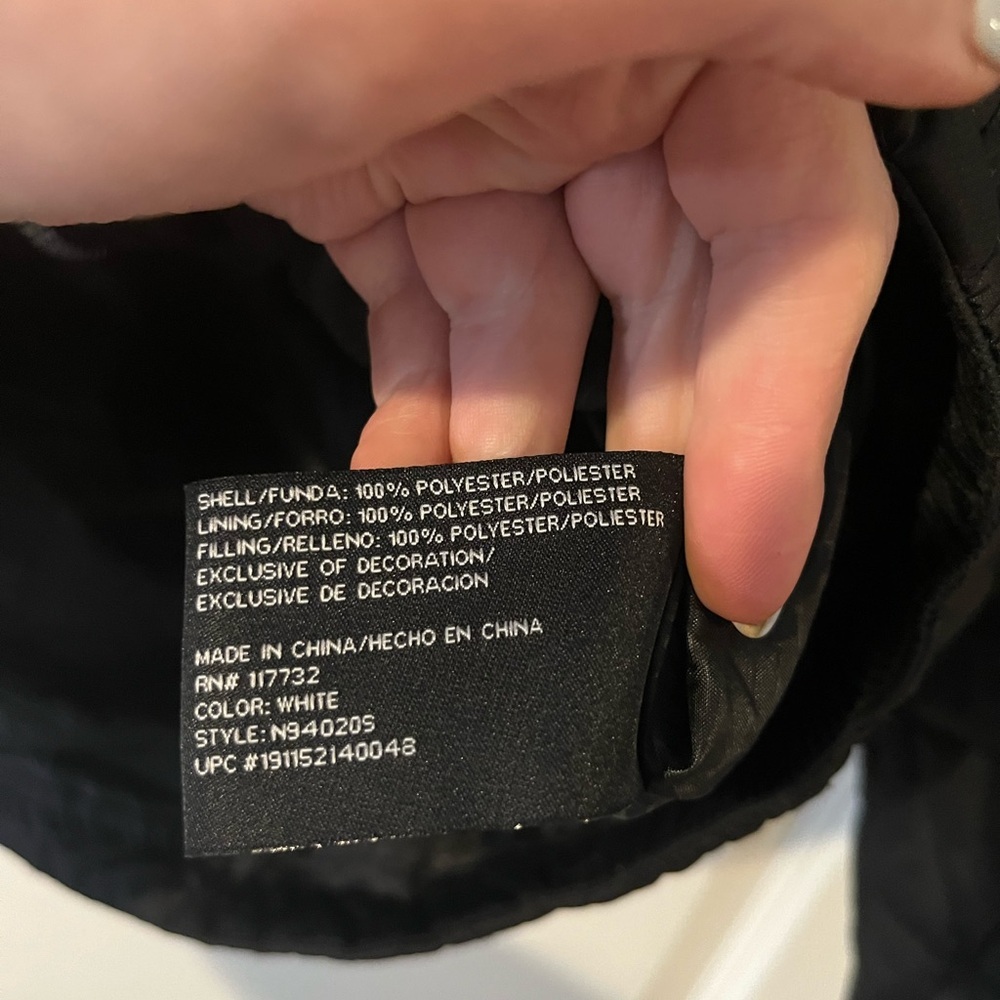 SHELL/FUNDA: 100% POLYESTER/POLIESTER
LINING/FORRO: 100% POLYESTER/POLIESTER
FILLING/RELLENO: 100% POLYESTER/POLIESTER
EXCLUSIVE OF DECORATION/
EXCLUSIVE DE DECORACION
MADE IN CHINA/HECHO EN CHINA
RN# 117732
COLOR: WHITE
STYLE: N94020S
UPC #191152140048